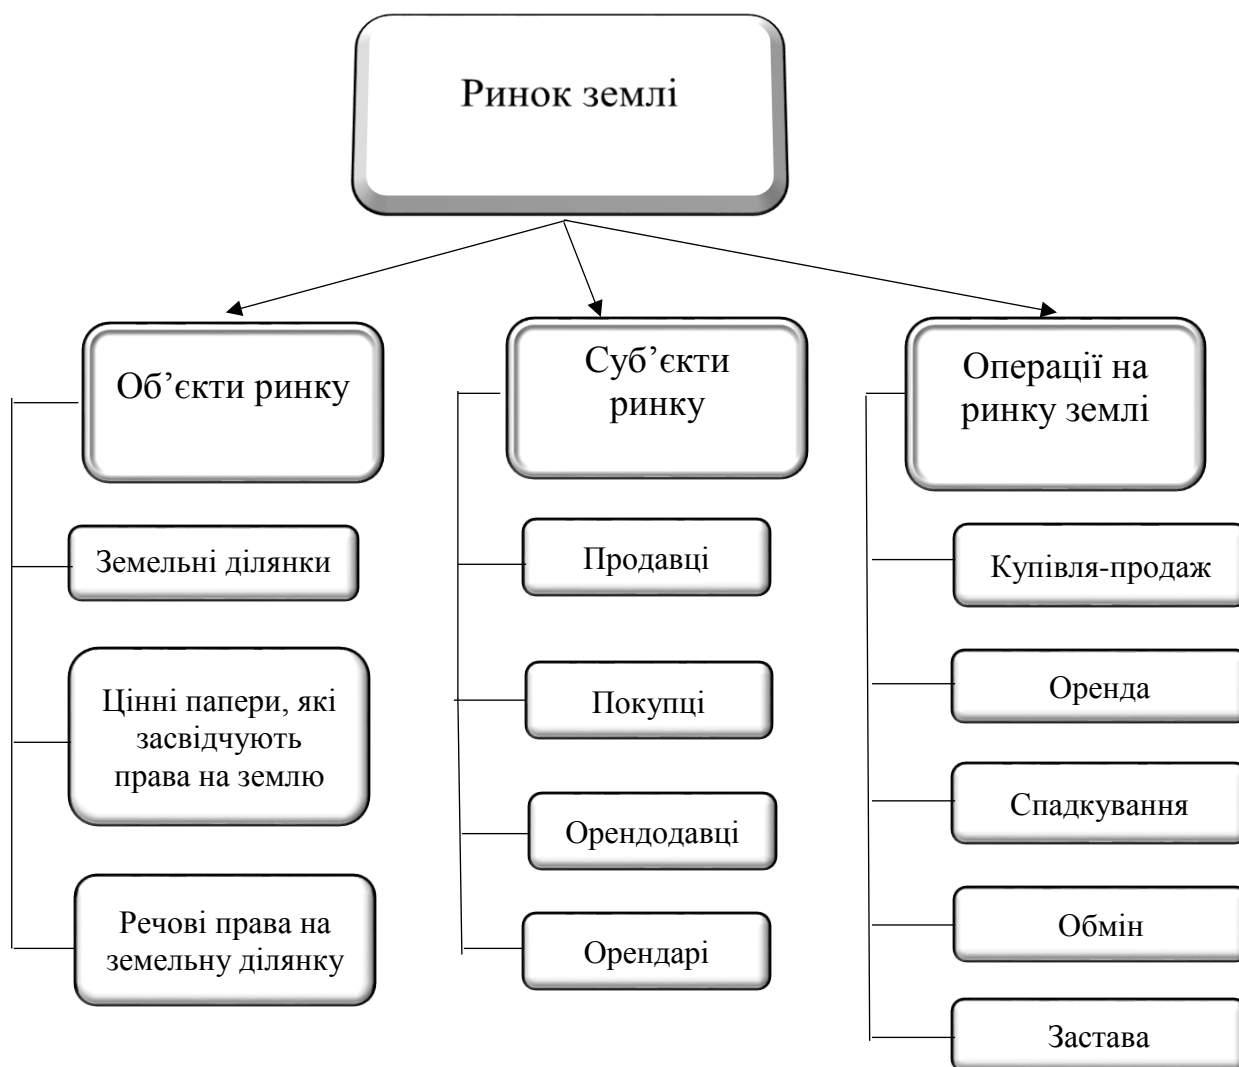 Ринок землі
Об’єкти ринку
Земельні ділянки
Цінні папери, які
засвідчують
права на землю
Речові права на
земельну ділянку
Суб’єкти
ринку
Продавці
Покупці
Орендодавці
Орендарі
Операції на
ринку землі
Купівля-продаж
Оренда
Спадкування
Обмін
Застава